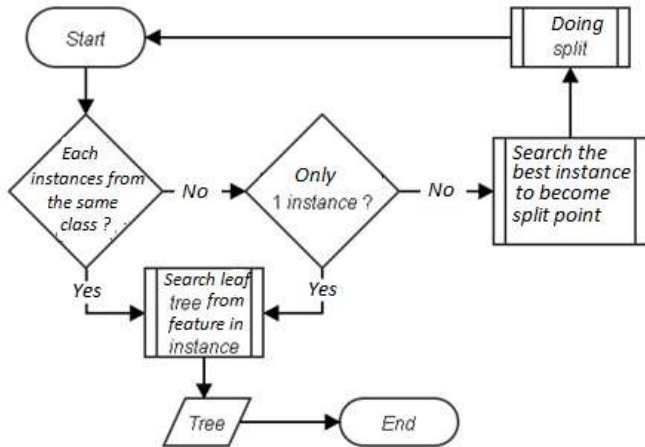 Start
Doing
split
Each
instances from
the same
class ?
No
Only
1 instance ?
No
Search the
best instance
to become
split point
Yes
Search leaf
tree from
feature in
instance
Yes
Tree
End